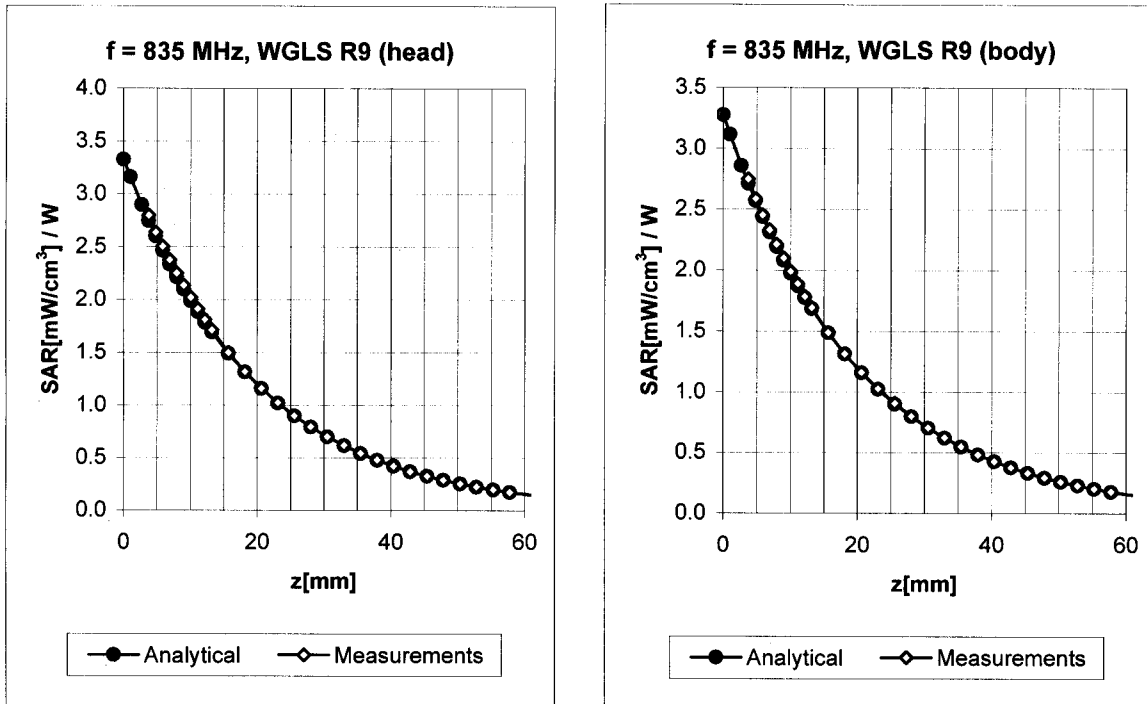 f = 835 MHz, WGLS R9 (head)
4.0
3.5
3.0
2.5
2.0
1.5
1.0
0.5
0.0
SAR[mW/cm³] / W
0 20 40 60
z[mm]
Analytical Measurements
f = 835 MHz, WGLS R9 (body)
3.5
3.0
2.5
2.0
1.5
1.0
0.5
0.0
SAR[mW/cm³] / W
0 20 40 60
z[mm]
Analytical Measurements